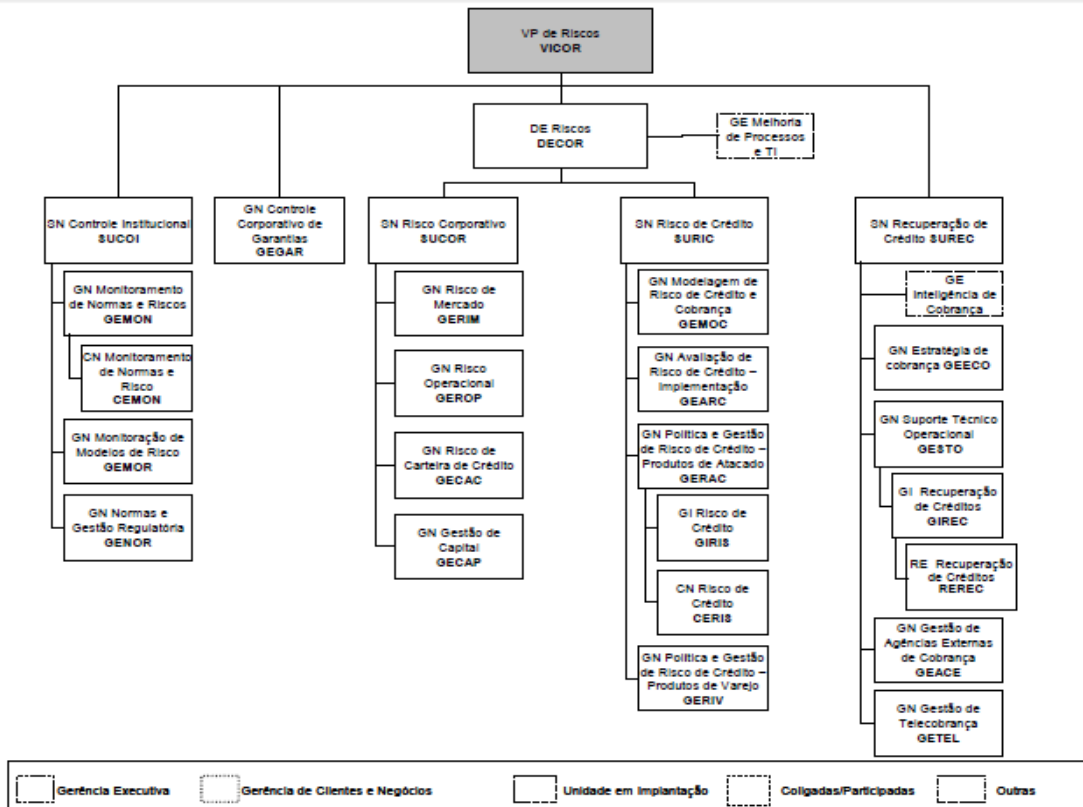 VP de Riscos
VICOR
DE Riscos
DECOR
GE Melhoria
de Processos
e TI
SN Controle Institucional
SUCOI
GN Controle
Corporativo de
Garantias
GEGAR
SN Risco Corporativo
SUCOR
SN Risco de Crédito
SURIC
SN Recuperação de
Crédito SUREC
GN Monitoramento
de Normas e Riscos
GEMON
CN Monitoramento
de Normas e
Risco
CEMON
GN Monitoração de
Modelos de Risco
GEMOR
GN Normas e
Gestão Regulatória
GENOR
GN Risco de
Mercado
GERIM
GN Risco
Operacional
GEROP
GN Risco de
Carteira de Crédito
GECAC
GN Gestão de
Capital
GECAP
GN Modelagem de
Risco de Crédito e
Cobrança
GEMOC
GN Avaliação de
Risco de Crédito –
Implementação
GEARC
GN Política e Gestão
de Risco de Crédito –
Produtos de Atacado
GERAC
GI Risco de
Crédito
GIRIS
CN Risco de
Crédito
CERIS
GN Política e Gestão
de Risco de Crédito –
Produtos de Varejo
GERIV
GE
Inteligência de
Cobrança
GN Estratégia de
cobrança GEECO
GN Suporte Técnico
Operacional
GESTO
GI Recuperação
de Créditos
GIREC
RE Recuperação
de Créditos
REREC
GN Gestão de
Agências Externas
de Cobrança
GEACE
GN Gestão de
Telecobrança
GETEL
Gerência Executiva
Gerência de Clientes e Negócios
Unidade em Implantação
Coligadas/Participadas
Outras